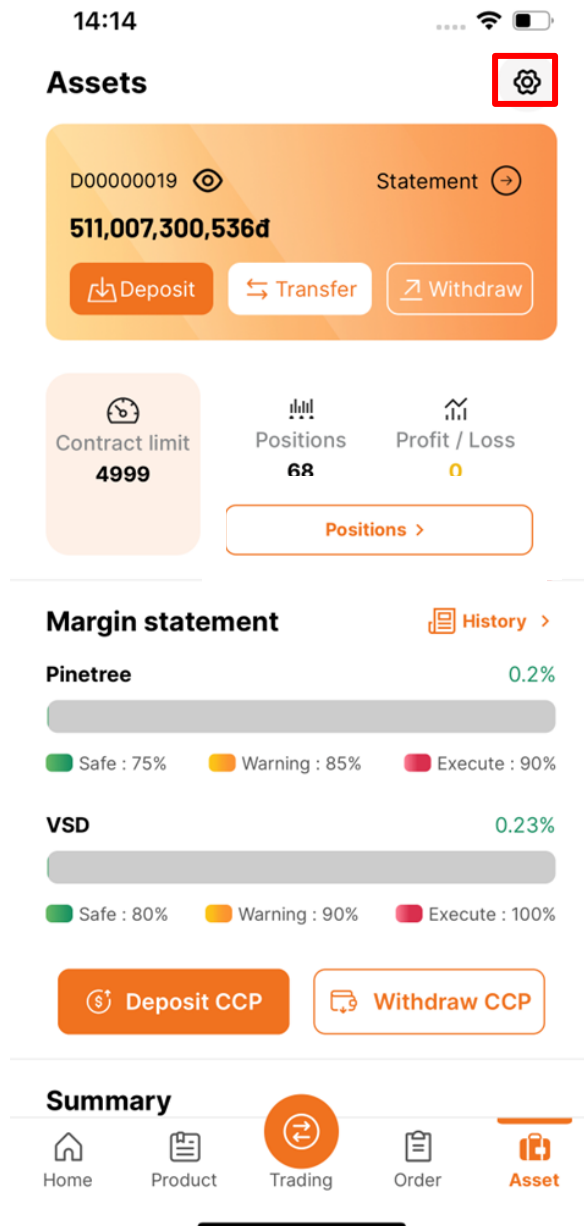 14:14
Assets
D00000019
Statement
511,007,300,536đ
Deposit Transfer Withdraw
Contract limit Positions Profit / Loss
4999 68 0
Positions >
Margin statement History >
Pinetree 0.2%
Safe : 75% Warning : 85% Execute : 90%
VSD 0.23%
Safe : 80% Warning : 90% Execute : 100%
Deposit CCP Withdraw CCP
Summary
Home Product Trading Order Asset